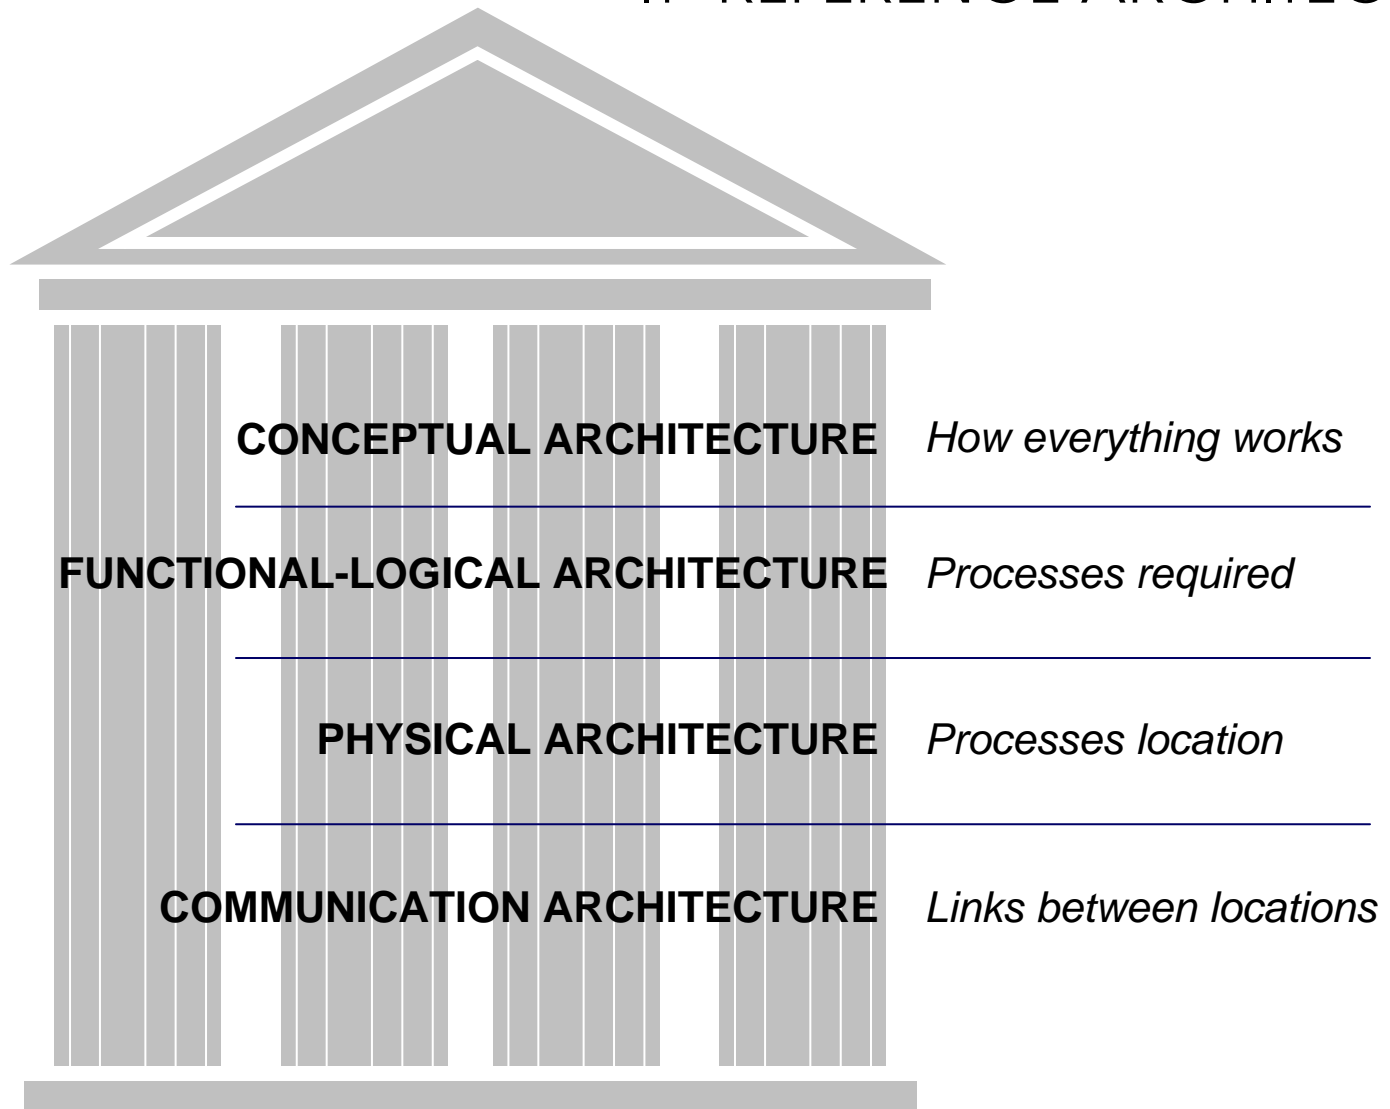 REFERENCE
CONCEPTUAL ARCHITECTURE How everything works
FUNCTIONAL-LOGICAL ARCHITECTURE Processes required
PHYSICAL ARCHITECTURE Processes location
COMMUNICATION ARCHITECTURE Links between locations